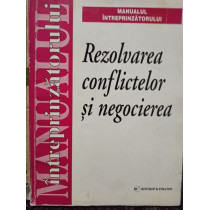 MANUALUL
ÎNTREPRINZĂTORULUI
MANUALUL
întreprinzătorului
Rezolvarea
conflictelor
și negocierea